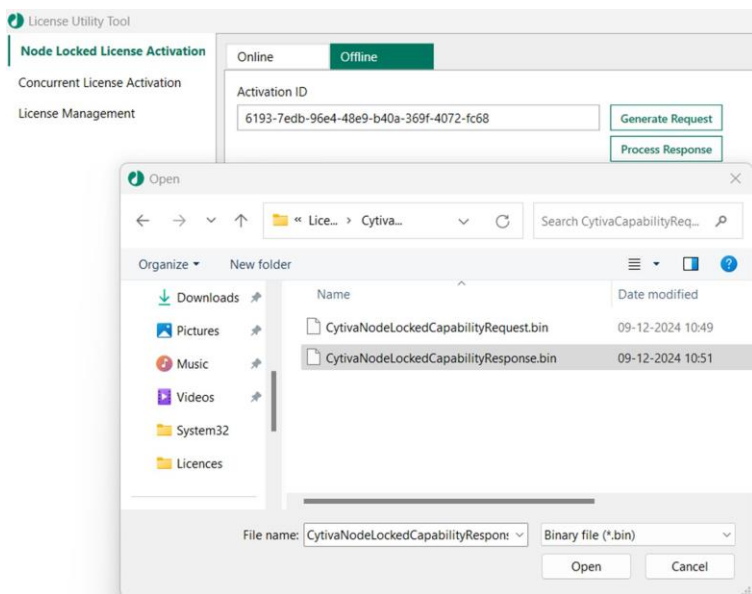 License Utility Tool
Node Locked License Activation
Concurrent License Activation
License Management
Online Offline
Activation ID
6193-7edb-96e4-48e9-b40a-369f-4072-fc68
Generate Request
Process Response
Open
« Lice... › Cytiva...
Search CytivaCapabilityReq...
Organize New folder
Downloads
Pictures
Music
Videos
System32
Licences
Name Date modified
CytivaNodeLockedCapabilityRequest.bin 09-12-2024 10:49
CytivaNodeLockedCapabilityResponse.bin 09-12-2024 10:51
File name: CytivaNodeLockedCapabilityRespon Binary file (*.bin)
Open Cancel